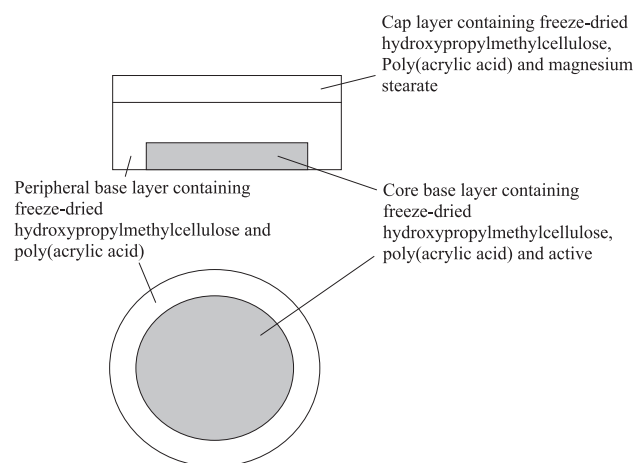 Cap layer containing freeze-dried
hydroxypropylmethylcellulose,
Poly(acrylic acid) and magnesium
stearate
Peripheral base layer containing
freeze-dried
hydroxypropylmethylcellulose and
poly(acrylic acid)
Core base layer containing
freeze-dried
hydroxypropylmethylcellulose,
poly(acrylic acid) and active